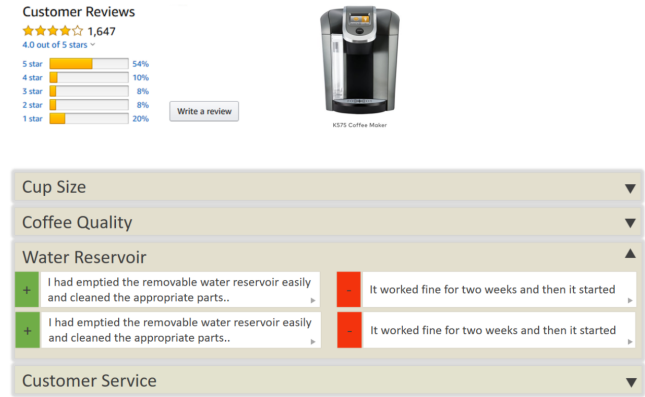 Customer Reviews
1,647
4.0 out of 5 stars
5 star 54%
4 star 10%
3 star 8%
2 star 8%
1 star 20%
Write a review
K575 Coffee Maker
Cup Size
Coffee Quality
Water Reservoir
+ I had emptied the removable water reservoir easily
and cleaned the appropriate parts..
- It worked fine for two weeks and then it started
+ I had emptied the removable water reservoir easily
and cleaned the appropriate parts..
- It worked fine for two weeks and then it started
Customer Service